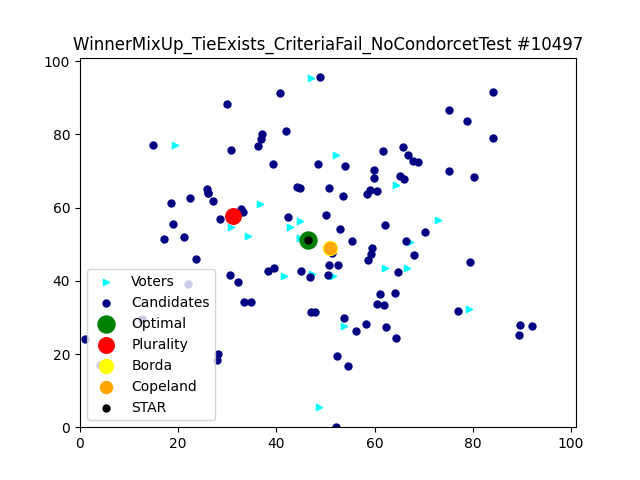 WinnerMixUp_TieExists_CriteriaFail_NoCondorcetTest #10497
100
80
60
40
20
0
Voters
Candidates
Optimal
Plurality
Borda
Copeland
STAR
0 20 40 60 80 100